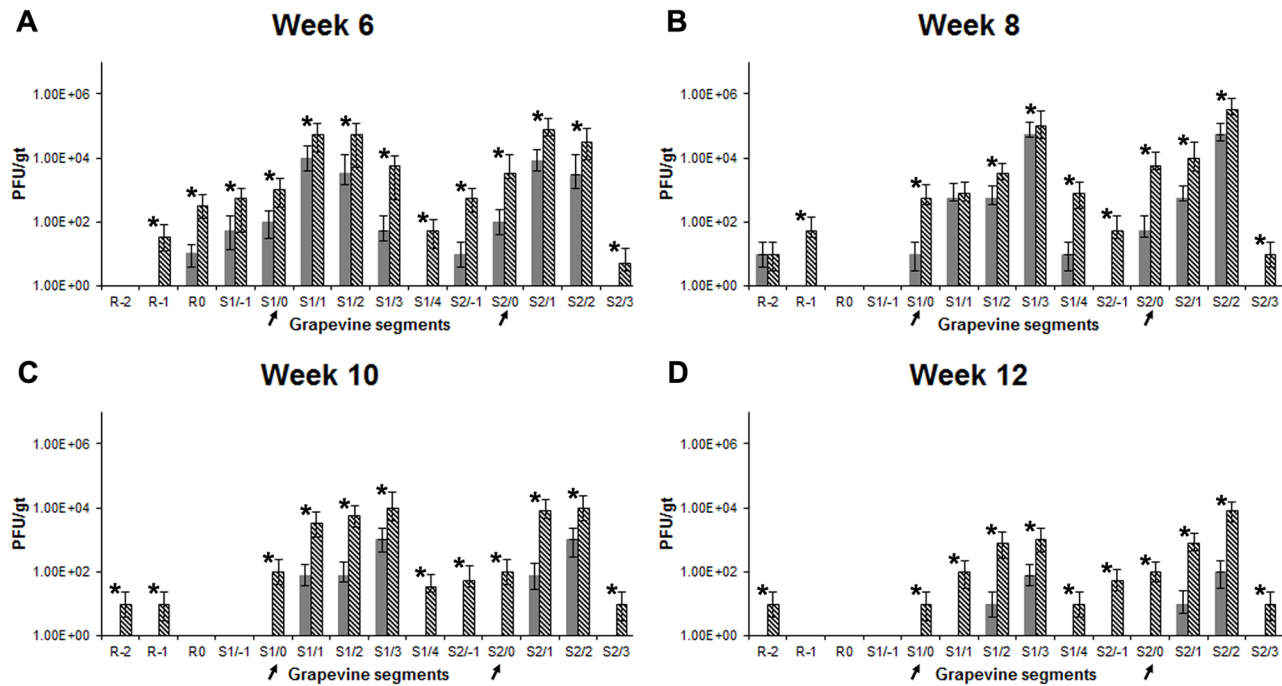 A
Week 6
PFU/gt
1.00E+06
1.00E+04
1.00E+02
1.00E+00
* * * * * * * * * * * * *
R-2 R-1 R0 S1/-1 S1/0 S1/1 S1/2 S1/3 S1/4 S2/-1 S2/0 S2/1 S2/2 S2/3
Grapevine segments
B
Week 8
PFU/gt
1.00E+06
1.00E+04
1.00E+02
1.00E+00
* * * * * * * * * *
R-2 R-1 R0 S1/-1 S1/0 S1/1 S1/2 S1/3 S1/4 S2/-1 S2/0 S2/1 S2/2 S2/3
Grapevine segments
C
Week 10
PFU/gt
1.00E+06
1.00E+04
1.00E+02
1.00E+00
* * * * * * * * * * * *
R-2 R-1 R0 S1/-1 S1/0 S1/1 S1/2 S1/3 S1/4 S2/-1 S2/0 S2/1 S2/2 S2/3
Grapevine segments
D
Week 12
PFU/gt
1.00E+06
1.00E+04
1.00E+02
1.00E+00
* * * * * * * * * * *
R-2 R-1 R0 S1/-1 S1/0 S1/1 S1/2 S1/3 S1/4 S2/-1 S2/0 S2/1 S2/2 S2/3
Grapevine segments